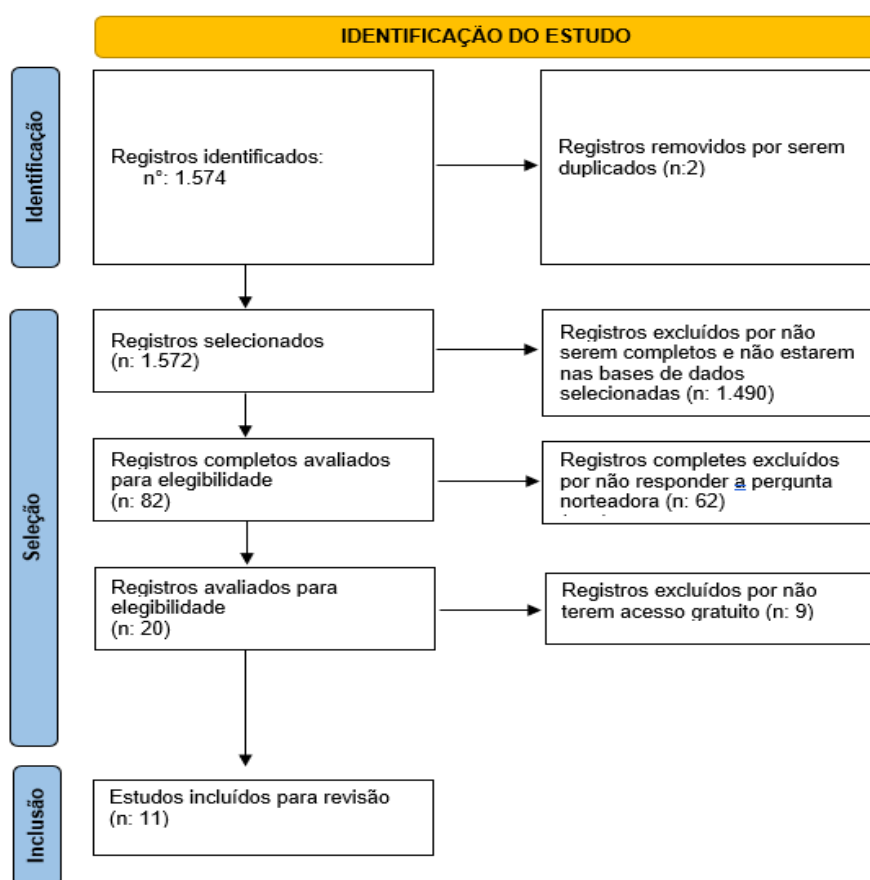 IDENTIFICAÇÃO DO ESTUDO
Identificação
Registros identificados:
n°: 1.574
Registros removidos por serem
duplicados (n:2)
Seleção
Registros selecionados
(n: 1.572)
Registros excluídos por não
serem completos e não estarem
nas bases de dados
selecionadas (n: 1.490)
Registros completos avaliados
para elegibilidade
(n: 82)
Registros completes excluídos
por não responder a pergunta
norteadora (n: 62)
Registros avaliados para
elegibilidade
(n: 20)
Registros excluídos por não
terem acesso gratuito (n: 9)
Inclusão
Estudos incluídos para revisão
(n: 11)